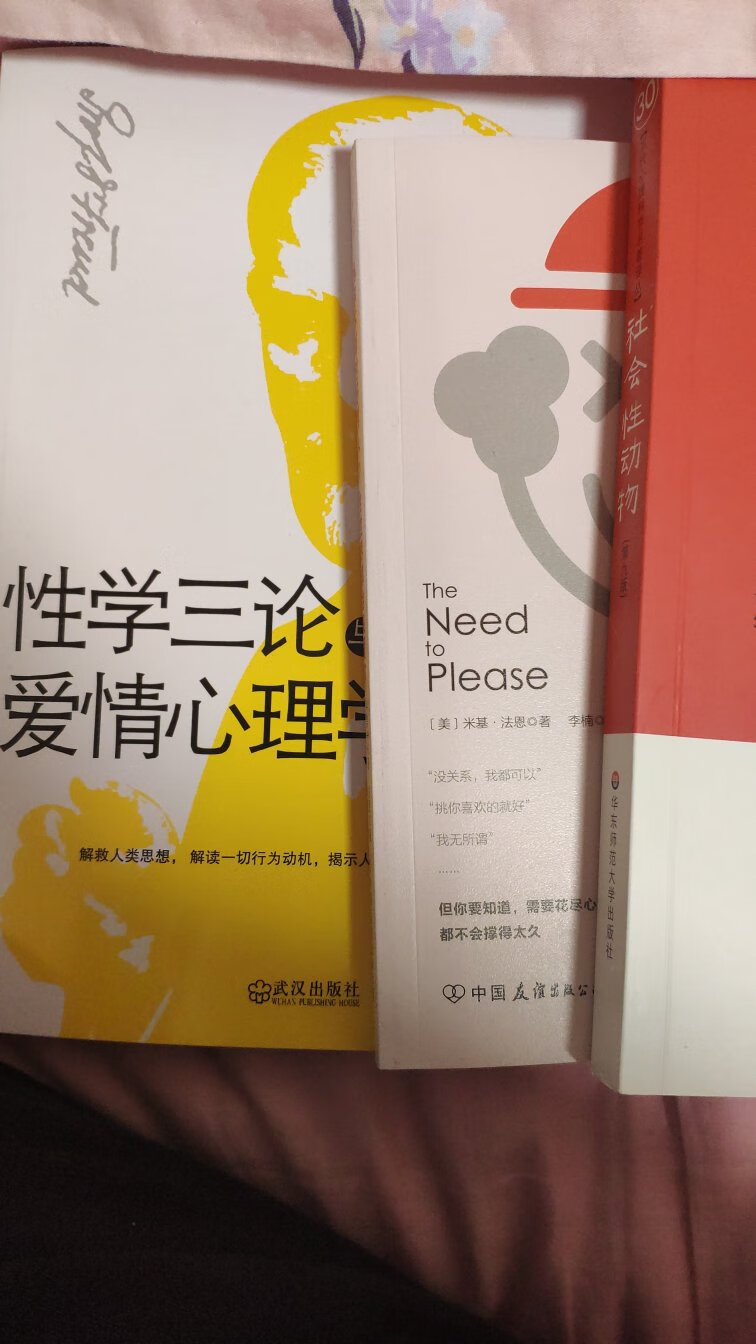 Sigm Freud
性学三论与
爱情心理学
解救人类思想， 解读一切行为动机，揭示人
武汉出版社
WUHAN PUBLISHING HOUSE
The
Need
to
Please
［美］米基·法恩◎著 李楠◎
“没关系，我都可以”
“挑你喜欢的就好”
“我无所谓”
……
但你要知道，需要花尽心
都不会撑得太久
中国友谊出版公
30
社会性动物
［第九版］
华东师范大学出版社